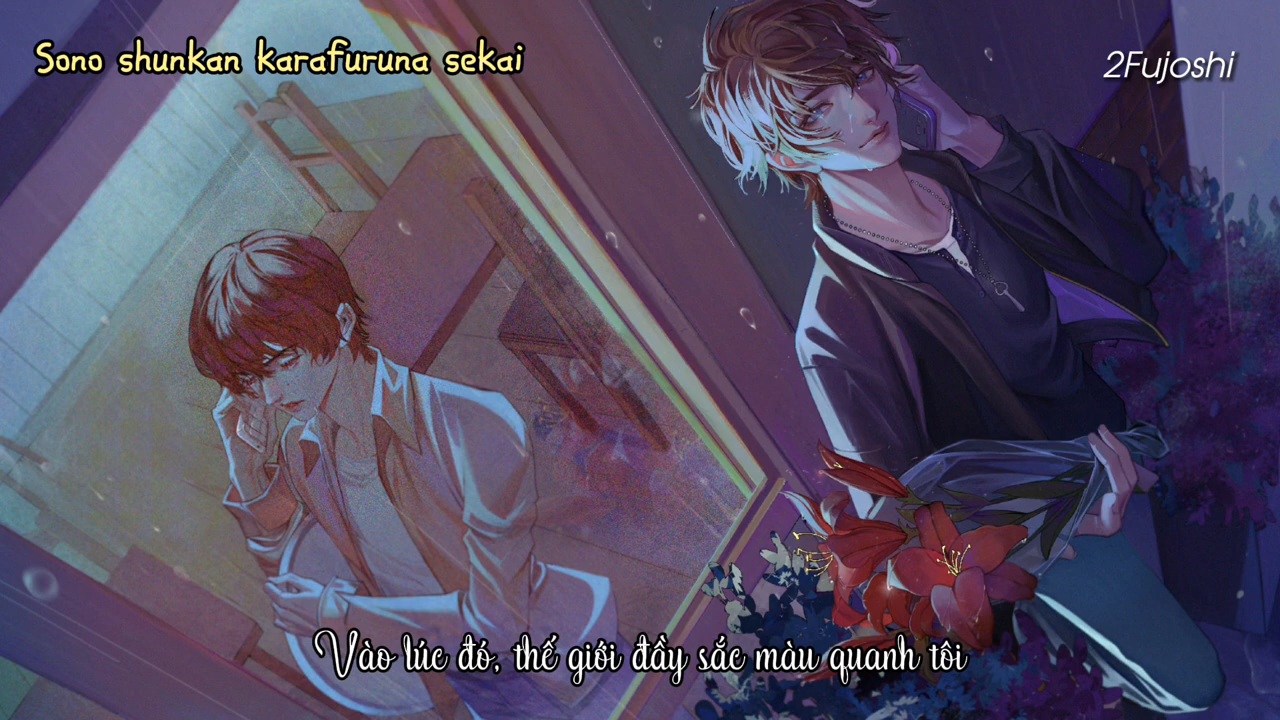 Sono shunkan karafuruna sekai
2Fujoshi
Vào lúc đó, thế giới đầy sắc màu quanh tôi